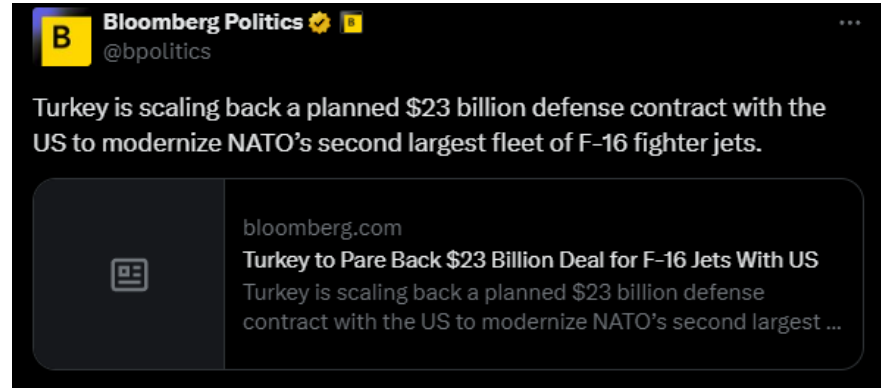 B Bloomberg Politics B
@bpolitics
Turkey is scaling back a planned $23 billion defense contract with the
US to modernize NATO’s second largest fleet of F-16 fighter jets.
bloomberg.com
Turkey to Pare Back $23 Billion Deal for F-16 Jets With US
Turkey is scaling back a planned $23 billion defense
contract with the US to modernize NATO’s second largest ...